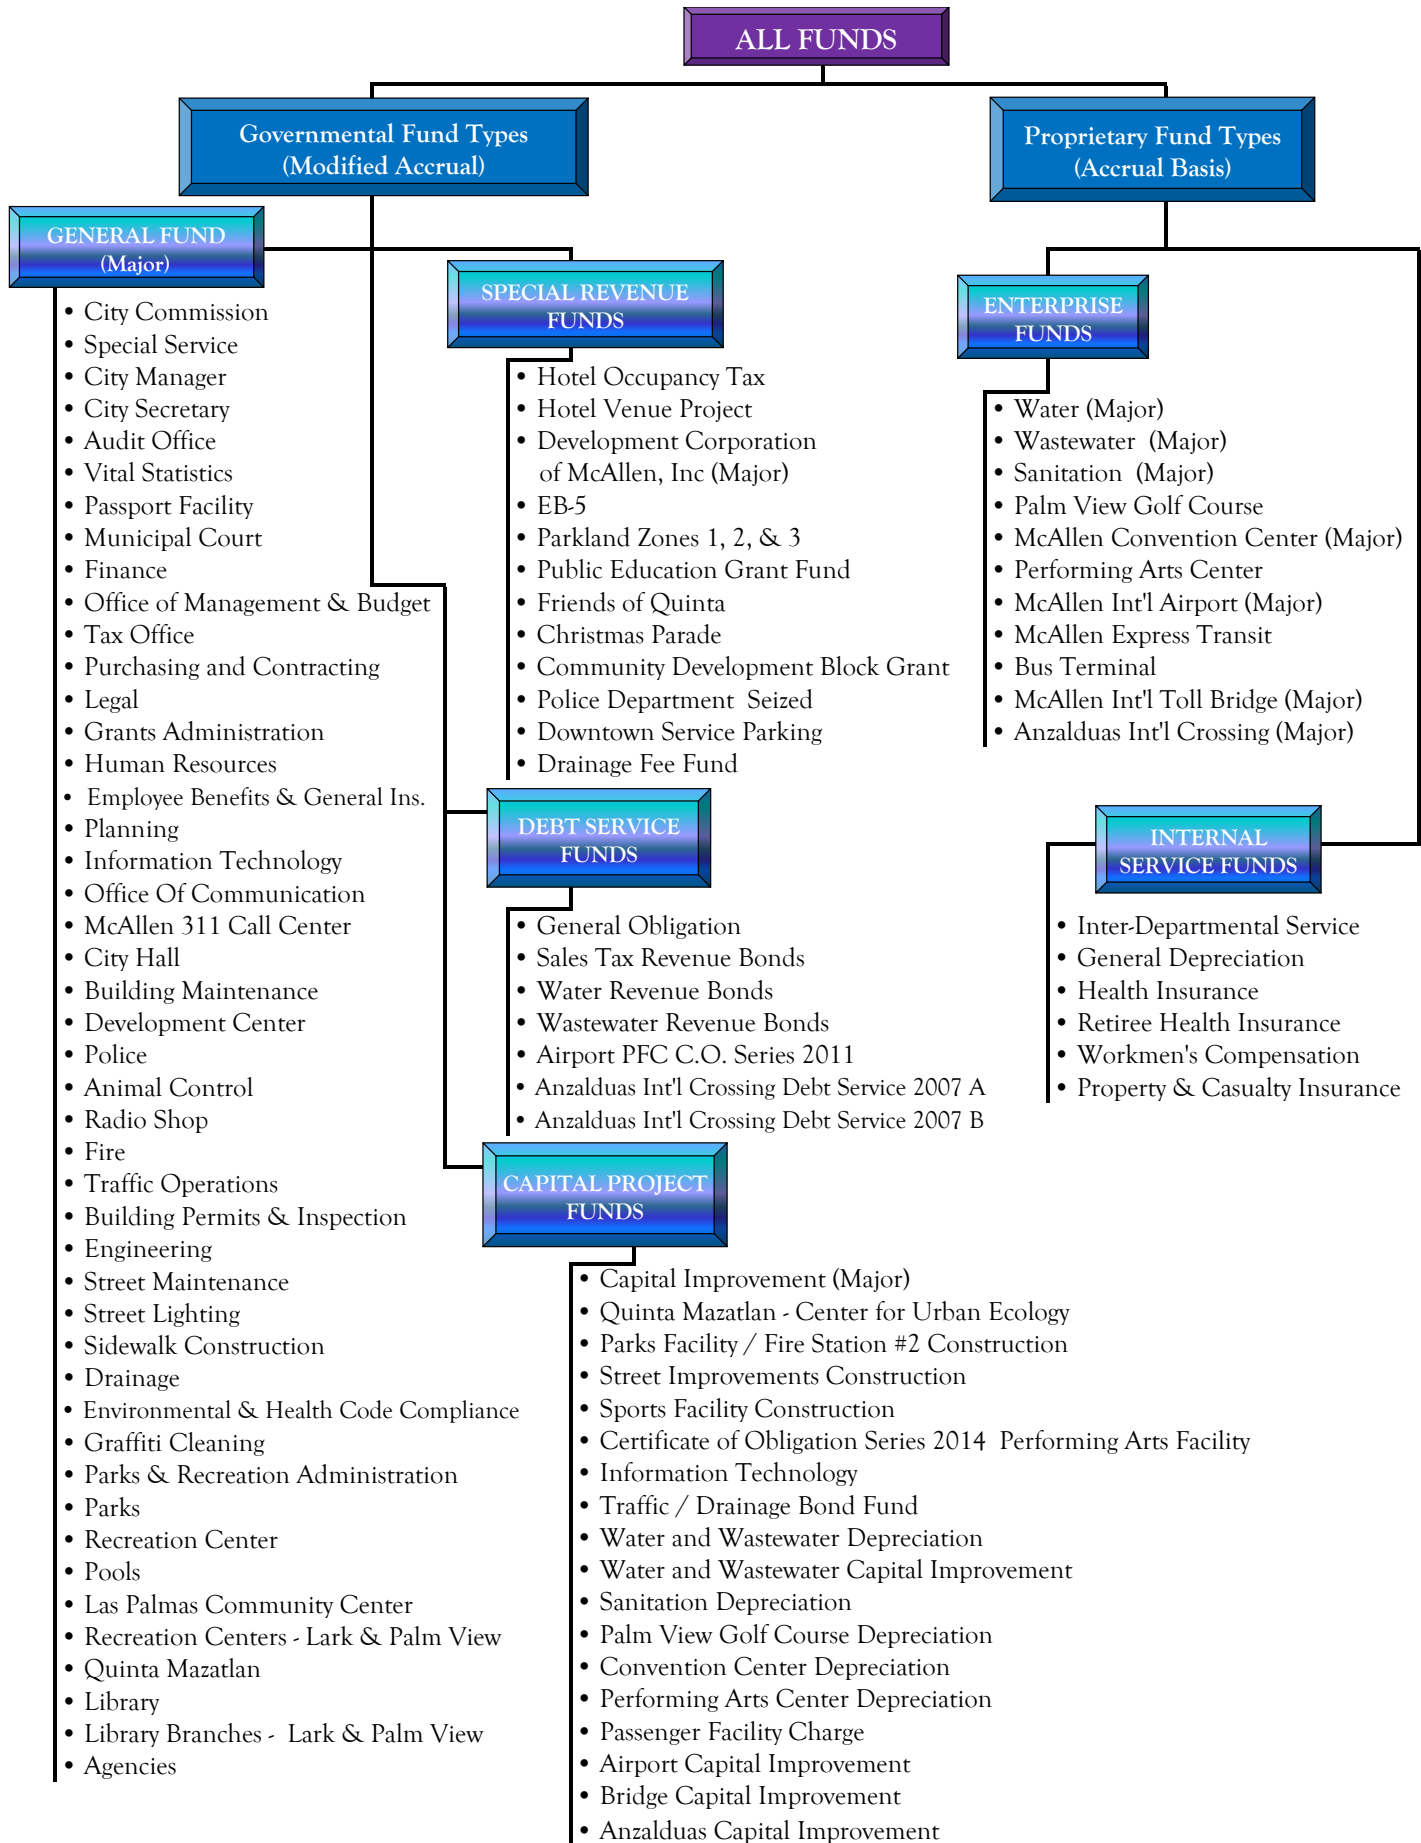 ALL FUNDS
Governmental Fund Types
(Modified Accrual)
Proprietary Fund Types
(Accrual Basis)
GENERAL FUND
(Major)
• City Commission
• Special Service
• City Manager
• City Secretary
• Audit Office
• Vital Statistics
• Passport Facility
• Municipal Court
• Finance
• Office of Management & Budget
• Tax Office
• Purchasing and Contracting
• Legal
• Grants Administration
• Human Resources
• Employee Benefits & General Ins.
• Planning
• Information Technology
• Office Of Communication
• McAllen 311 Call Center
• City Hall
• Building Maintenance
• Development Center
• Police
• Animal Control
• Radio Shop
• Fire
• Traffic Operations
• Building Permits & Inspection
• Engineering
• Street Maintenance
• Street Lighting
• Sidewalk Construction
• Drainage
• Environmental & Health Code Compliance
• Graffiti Cleaning
• Parks & Recreation Administration
• Parks
• Recreation Center
• Pools
• Las Palmas Community Center
• Recreation Centers - Lark & Palm View
• Quinta Mazatlan
• Library
• Library Branches - Lark & Palm View
• Agencies
SPECIAL REVENUE
FUNDS
• Hotel Occupancy Tax
• Hotel Venue Project
• Development Corporation
of McAllen, Inc (Major)
• EB-5
• Parkland Zones 1, 2, & 3
• Public Education Grant Fund
• Friends of Quinta
• Christmas Parade
• Community Development Block Grant
• Police Department Seized
• Downtown Service Parking
• Drainage Fee Fund
DEBT SERVICE
FUNDS
• General Obligation
• Sales Tax Revenue Bonds
• Water Revenue Bonds
• Wastewater Revenue Bonds
• Airport PFC C.O. Series 2011
• Anzalduas Int'l Crossing Debt Service 2007 A
• Anzalduas Int'l Crossing Debt Service 2007 B
CAPITAL PROJECT
FUNDS
• Capital Improvement (Major)
• Quinta Mazatlan - Center for Urban Ecology
• Parks Facility / Fire Station #2 Construction
• Street Improvements Construction
• Sports Facility Construction
• Certificate of Obligation Series 2014 Performing Arts Facility
• Information Technology
• Traffic / Drainage Bond Fund
• Water and Wastewater Depreciation
• Water and Wastewater Capital Improvement
• Sanitation Depreciation
• Palm View Golf Course Depreciation
• Convention Center Depreciation
• Performing Arts Center Depreciation
• Passenger Facility Charge
• Airport Capital Improvement
• Bridge Capital Improvement
• Anzalduas Capital Improvement
ENTERPRISE
FUNDS
• Water (Major)
• Wastewater (Major)
• Sanitation (Major)
• Palm View Golf Course
• McAllen Convention Center (Major)
• Performing Arts Center
• McAllen Int'l Airport (Major)
• McAllen Express Transit
• Bus Terminal
• McAllen Int'l Toll Bridge (Major)
• Anzalduas Int'l Crossing (Major)
INTERNAL
SERVICE FUNDS
• Inter-Departmental Service
• General Depreciation
• Health Insurance
• Retiree Health Insurance
• Workmen's Compensation
• Property & Casualty Insurance